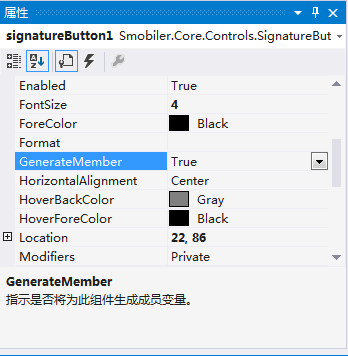 属性
signatureButton1 Smobiler.Core.Controls.SignatureBut
Enabled True
FontSize 4
ForeColor Black
Format
GenerateMember True
HorizontalAlignment Center
HoverBackColor Gray
HoverForeColor Black
Location 22, 86
Modifiers Private
GenerateMember
指示是否将为此组件生成成员变量。